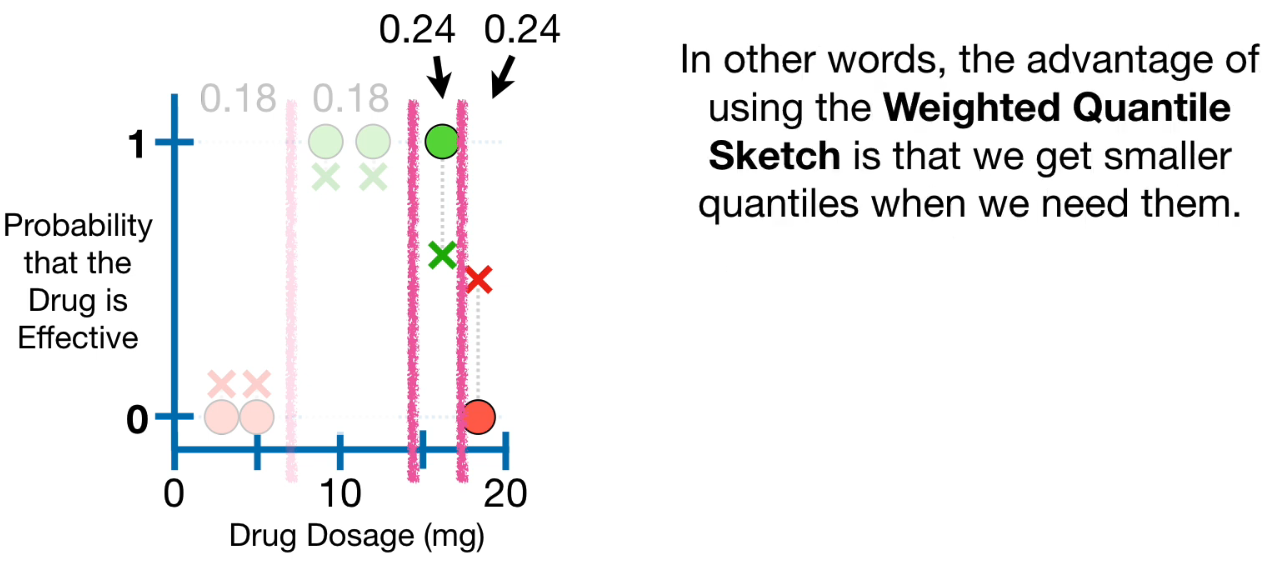 0.24 0.24
0.18 0.18
1
Probability
that the
Drug is
Effective
0
0 10 20
Drug Dosage (mg)
In other words, the advantage of
using the Weighted Quantile
Sketch is that we get smaller
quantiles when we need them.